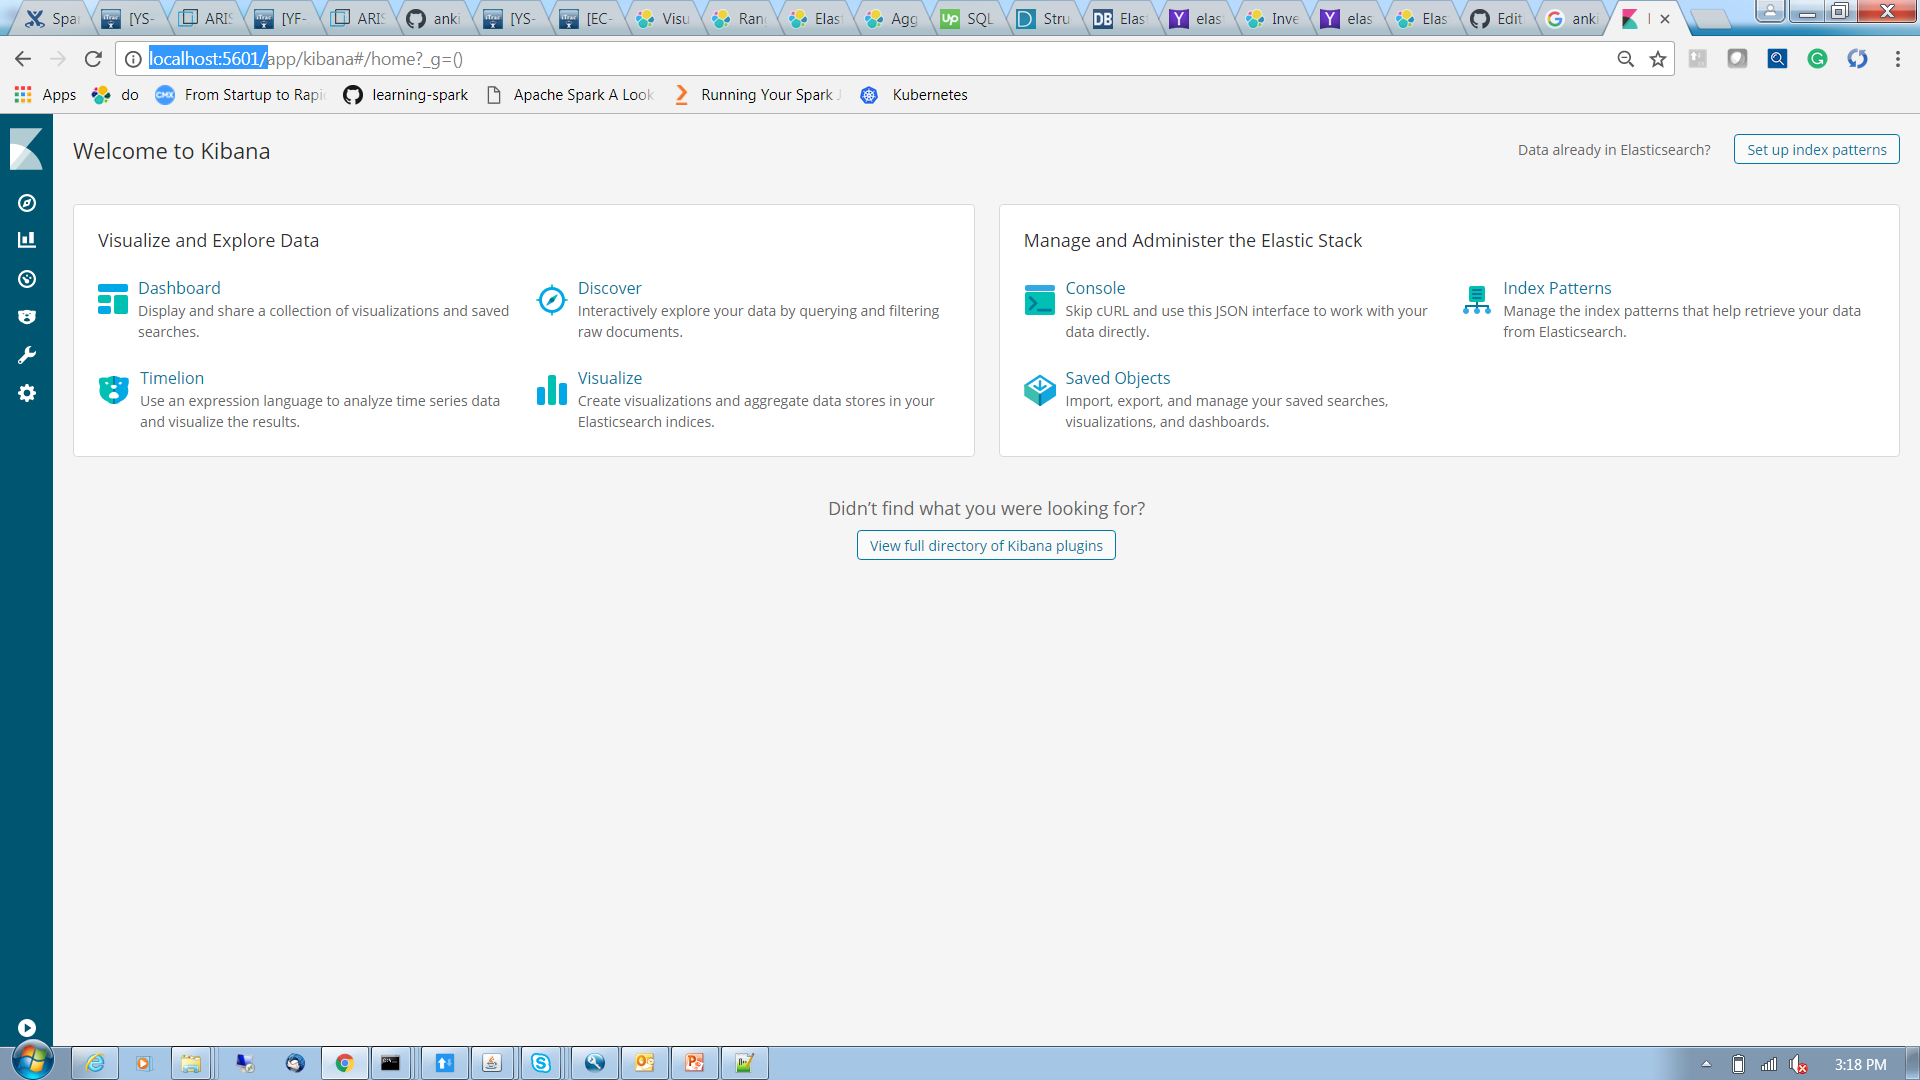 Spa [YS- ARIS [YF- ARIS anki [YS- [EC- Visu Ran Elast Agg SQL Stru Elast elast Inve elas Elas Edit anki
localhost:5601/app/kibana#/home?_g=()
Apps do From Startup to Rapi learning-spark Apache Spark A Look Running Your Spark J Kubernetes
Welcome to Kibana
Data already in Elasticsearch? Set up index patterns
Visualize and Explore Data
Dashboard
Display and share a collection of visualizations and saved
searches.
Discover
Interactively explore your data by querying and filtering
raw documents.
Timelion
Use an expression language to analyze time series data
and visualize the results.
Visualize
Create visualizations and aggregate data stores in your
Elasticsearch indices.
Manage and Administer the Elastic Stack
Console
Skip cURL and use this JSON interface to work with your
data directly.
Index Patterns
Manage the index patterns that help retrieve your data
from Elasticsearch.
Saved Objects
Import, export, and manage your saved searches,
visualizations, and dashboards.
Didn’t find what you were looking for?
View full directory of Kibana plugins
3:18 PM